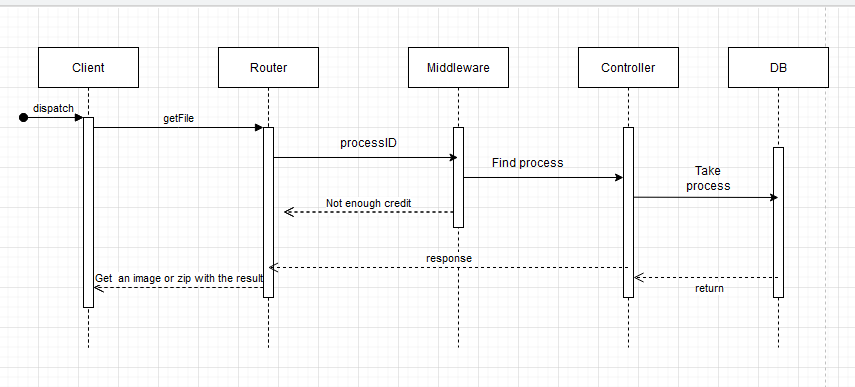 Client
Router
Middleware
Controller
DB
dispatch
getFile
processID
Find process
Take
process
Not enough credit
response
Get  an image or zip with the result
return